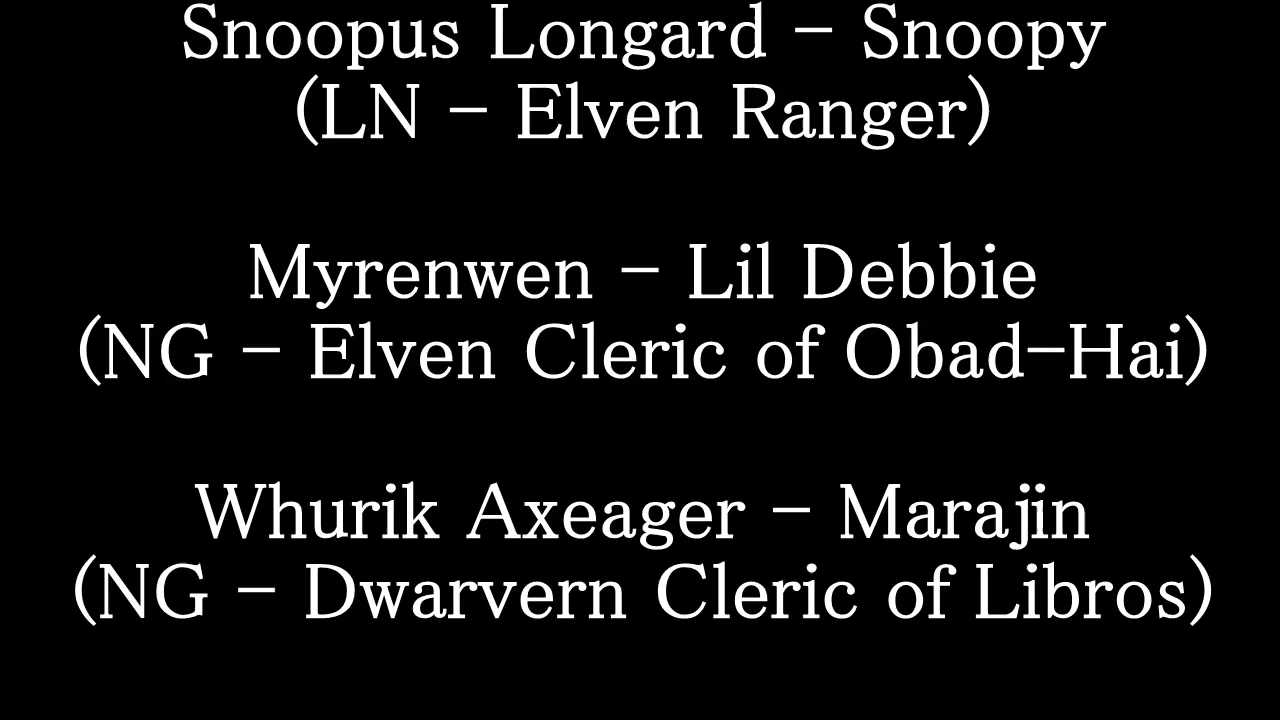 Snoopus Longard - Snoopy
(LN - Elven Ranger)
Myrenwen - Lil Debbie
(NG - Elven Cleric of Obad-Hai)
Whurik Axeager - Marajin
(NG - Dwarvern Cleric of Libros)